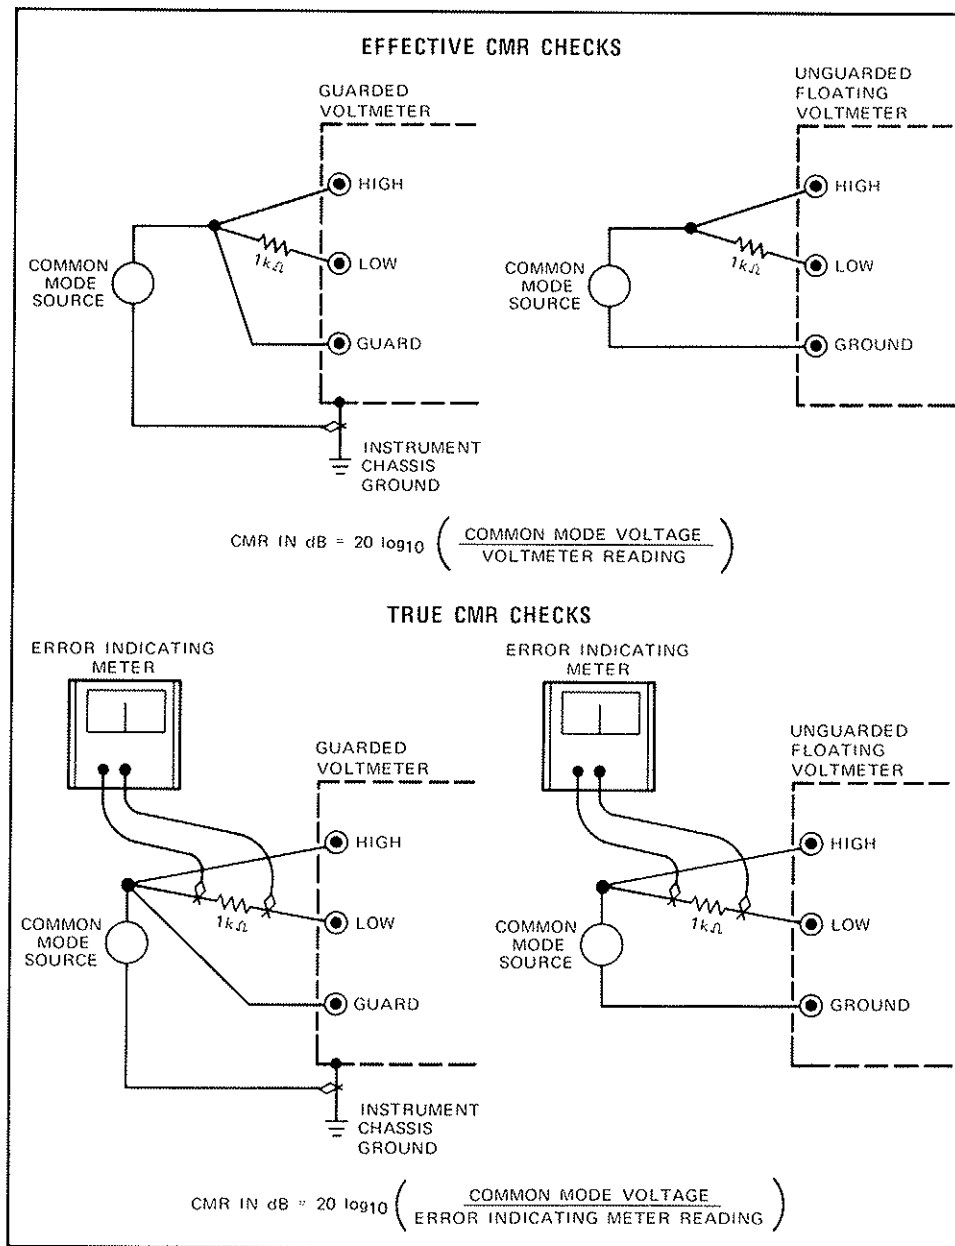 EFFECTIVE CMR CHECKS
GUARDED
VOLTMETER
HIGH
1kΩ
LOW
COMMON
MODE
SOURCE
GUARD
INSTRUMENT
CHASSIS
GROUND
UNGUARDED
FLOATING
VOLTMETER
HIGH
1kΩ
LOW
COMMON
MODE
SOURCE
GROUND
CMR IN dB = 20 log10 ( COMMON MODE VOLTAGE
VOLTMETER READING )
TRUE CMR CHECKS
ERROR INDICATING
METER
GUARDED
VOLTMETER
HIGH
1kΩ
LOW
COMMON
MODE
SOURCE
GUARD
INSTRUMENT
CHASSIS
GROUND
ERROR INDICATING
METER
UNGUARDED
FLOATING
VOLTMETER
HIGH
1kΩ
LOW
COMMON
MODE
SOURCE
GROUND
CMR IN dB = 20 log10 ( COMMON MODE VOLTAGE
ERROR INDICATING METER READING )